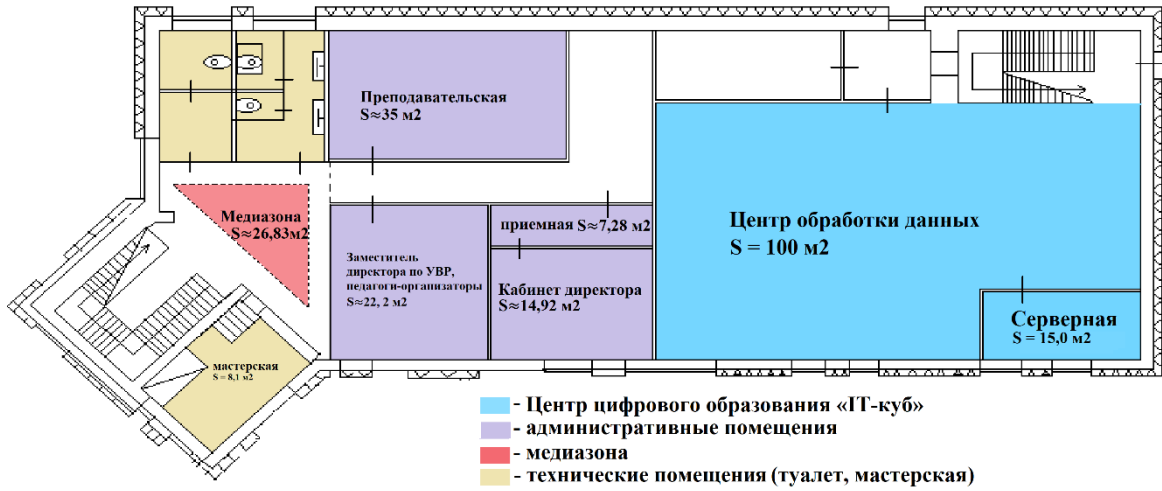 Преподавательская
S≈35 м2
Медиазона
S≈26,83м2
приемная S≈7,28 м2
Центр обработки данных
S = 100 м2
Заместитель
директора по УВР,
педагоги-организаторы
S≈22, 2 м2
Кабинет директора
S≈14,92 м2
Серверная
S = 15,0 м2
мастерская
S = 8,1 м2
- Центр цифрового образования «IT-куб»
- административные помещения
- медиазона
- технические помещения (туалет, мастерская)